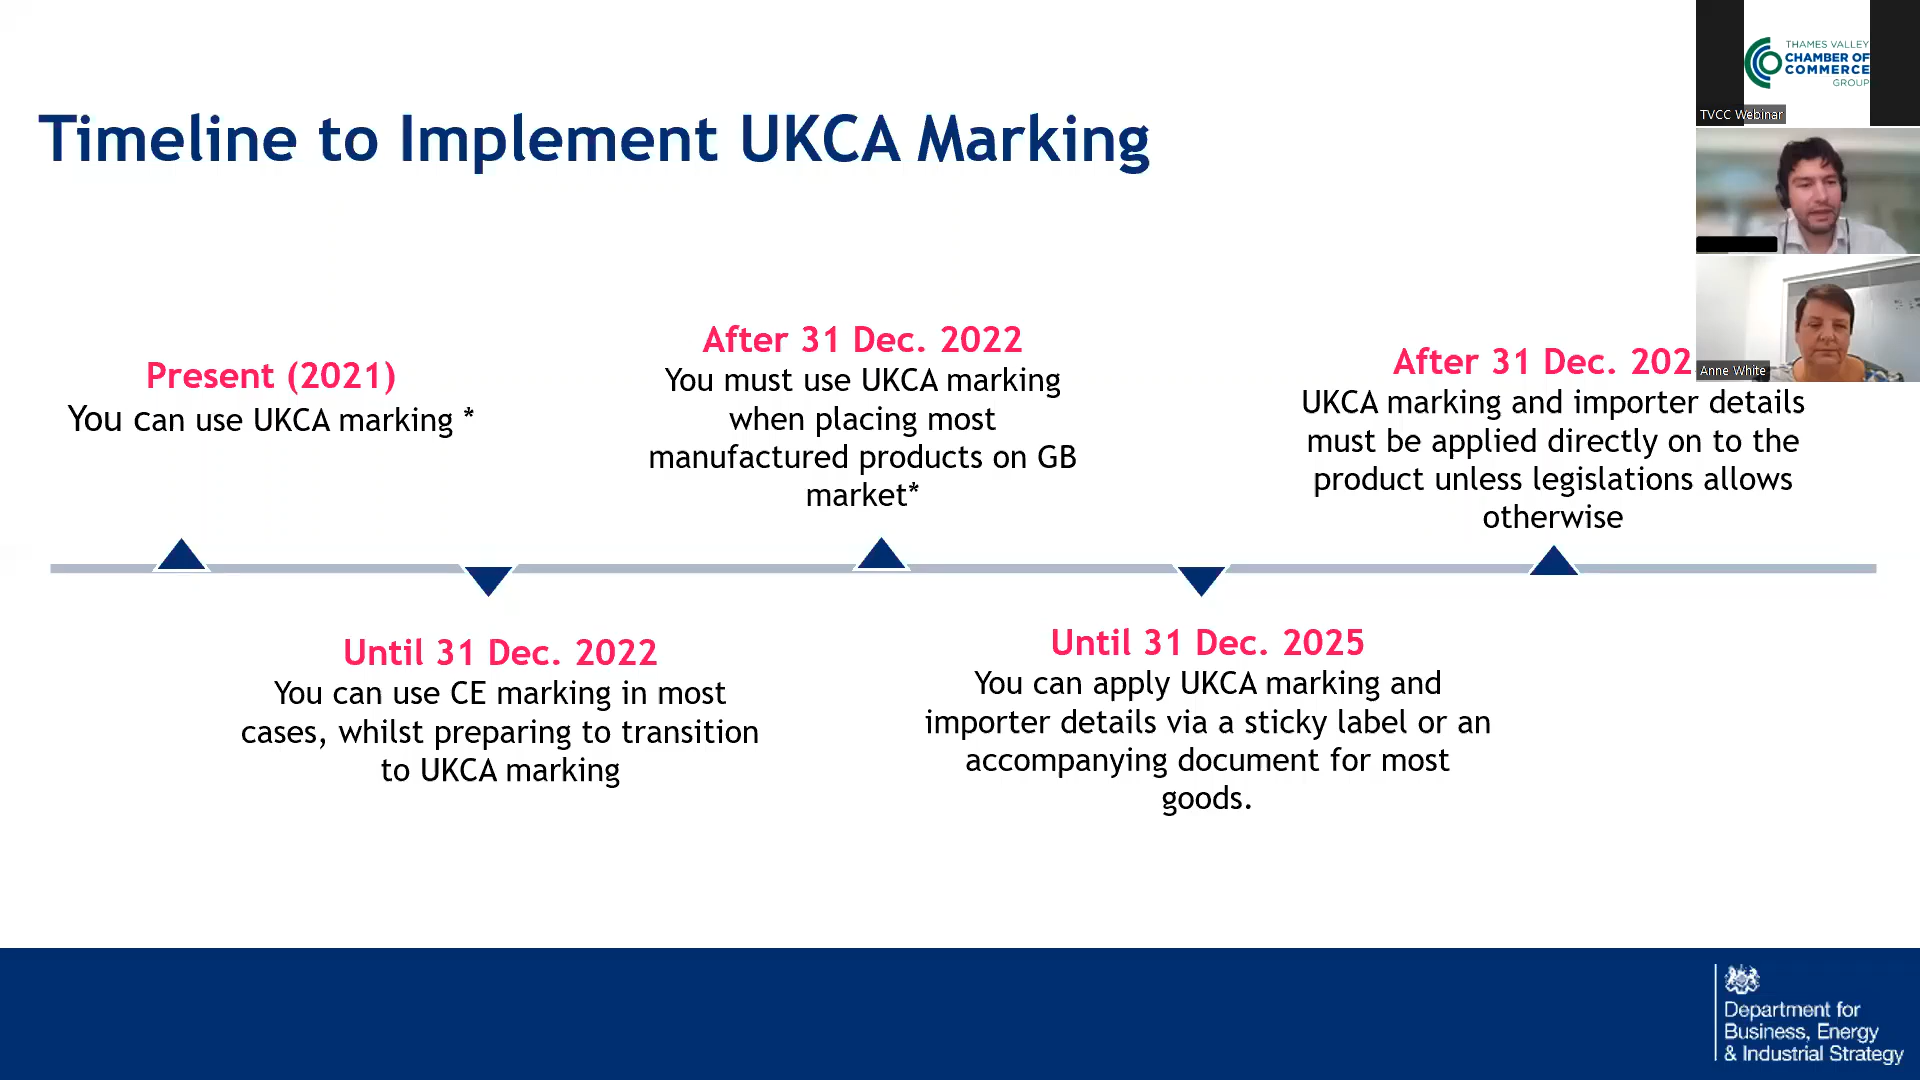 THAMES VALLEY
CHAMBER OF
COMMERCE
GROUP
TVCC Webinar
Timeline to Implement UKCA Marking
Anne White
Present (2021)
You can use UKCA marking *
After 31 Dec. 2022
You must use UKCA marking
when placing most
manufactured products on GB
market*
After 31 Dec. 202
UKCA marking and importer details
must be applied directly on to the
product unless legislations allows
otherwise
Until 31 Dec. 2022
You can use CE marking in most
cases, whilst preparing to transition
to UKCA marking
Until 31 Dec. 2025
You can apply UKCA marking and
importer details via a sticky label or an
accompanying document for most
goods.
Department for
Business, Energy
& Industrial Strategy